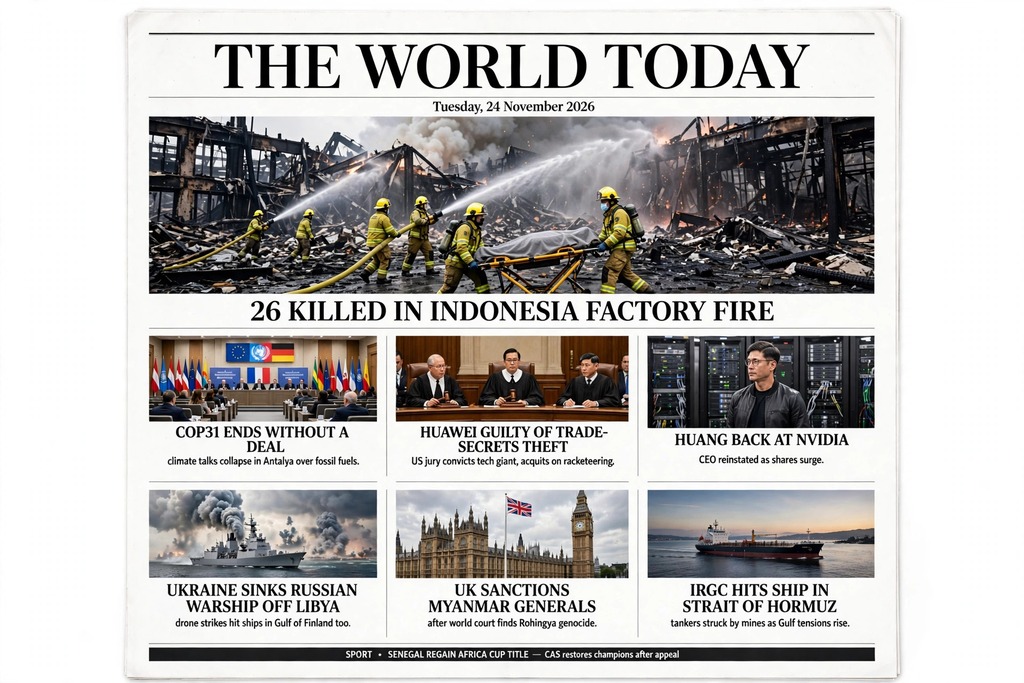 THE WORLD TODAY
Tuesday, 24 November 2026
26 KILLED IN INDONESIA FACTORY FIRE
COP31 ENDS WITHOUT A
DEAL
climate talks collapse in Antalya over fossil fuels.
HUAWEI GUILTY OF TRADE-
SECRETS THEFT
US jury convicts tech giant, acquits on racketeering.
HUANG BACK AT NVIDIA
CEO reinstated as shares surge.
UKRAINE SINKS RUSSIAN
WARSHIP OFF LIBYA
drone strikes hit ships in Gulf of Finland too.
UK SANCTIONS
MYANMAR GENERALS
after world court finds Rohingya genocide.
IRGC HITS SHIP IN
STRAIT OF HORMUZ
tankers struck by mines as Gulf tensions rise.
SPORT • SENEGAL REGAIN AFRICA CUP TITLE — CAS restores champions after appeal